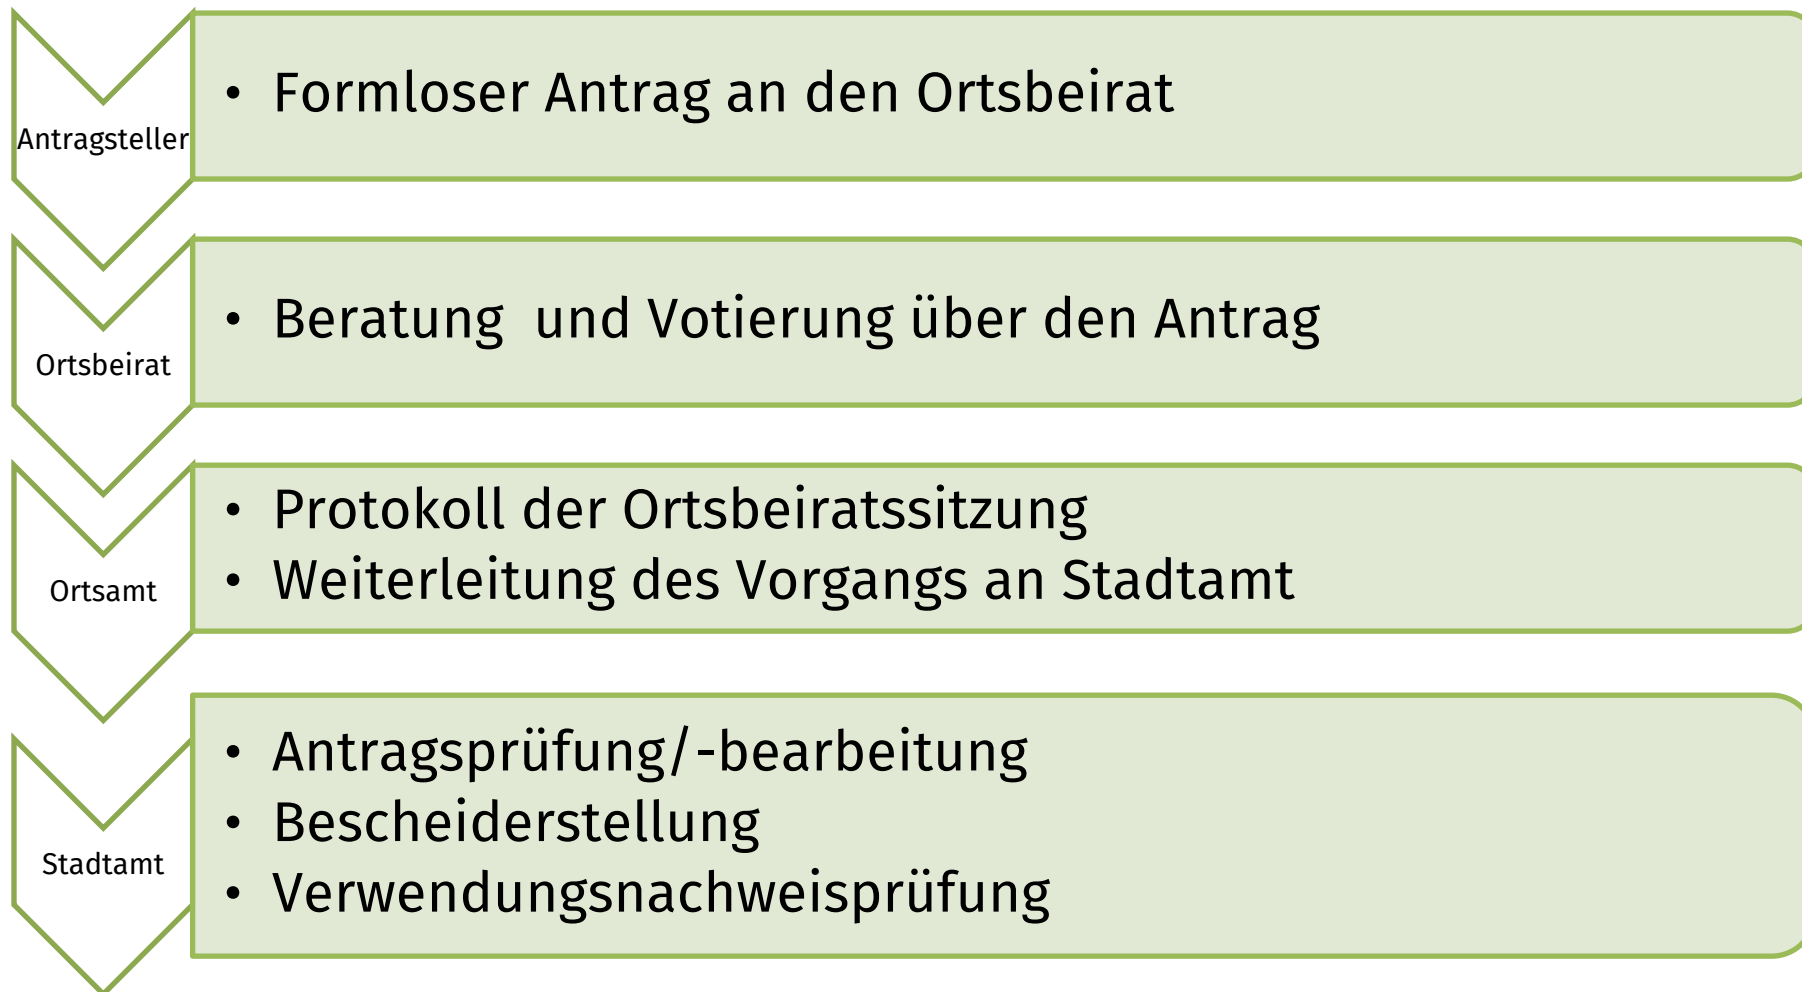 Antragsteller
• Formloser Antrag an den Ortsbeirat
Ortsbeirat
• Beratung  und Votierung über den Antrag
Ortsamt
• Protokoll der Ortsbeiratssitzung
• Weiterleitung des Vorgangs an Stadtamt
Stadtamt
• Antragsprüfung/-bearbeitung
• Bescheiderstellung
• Verwendungsnachweisprüfung